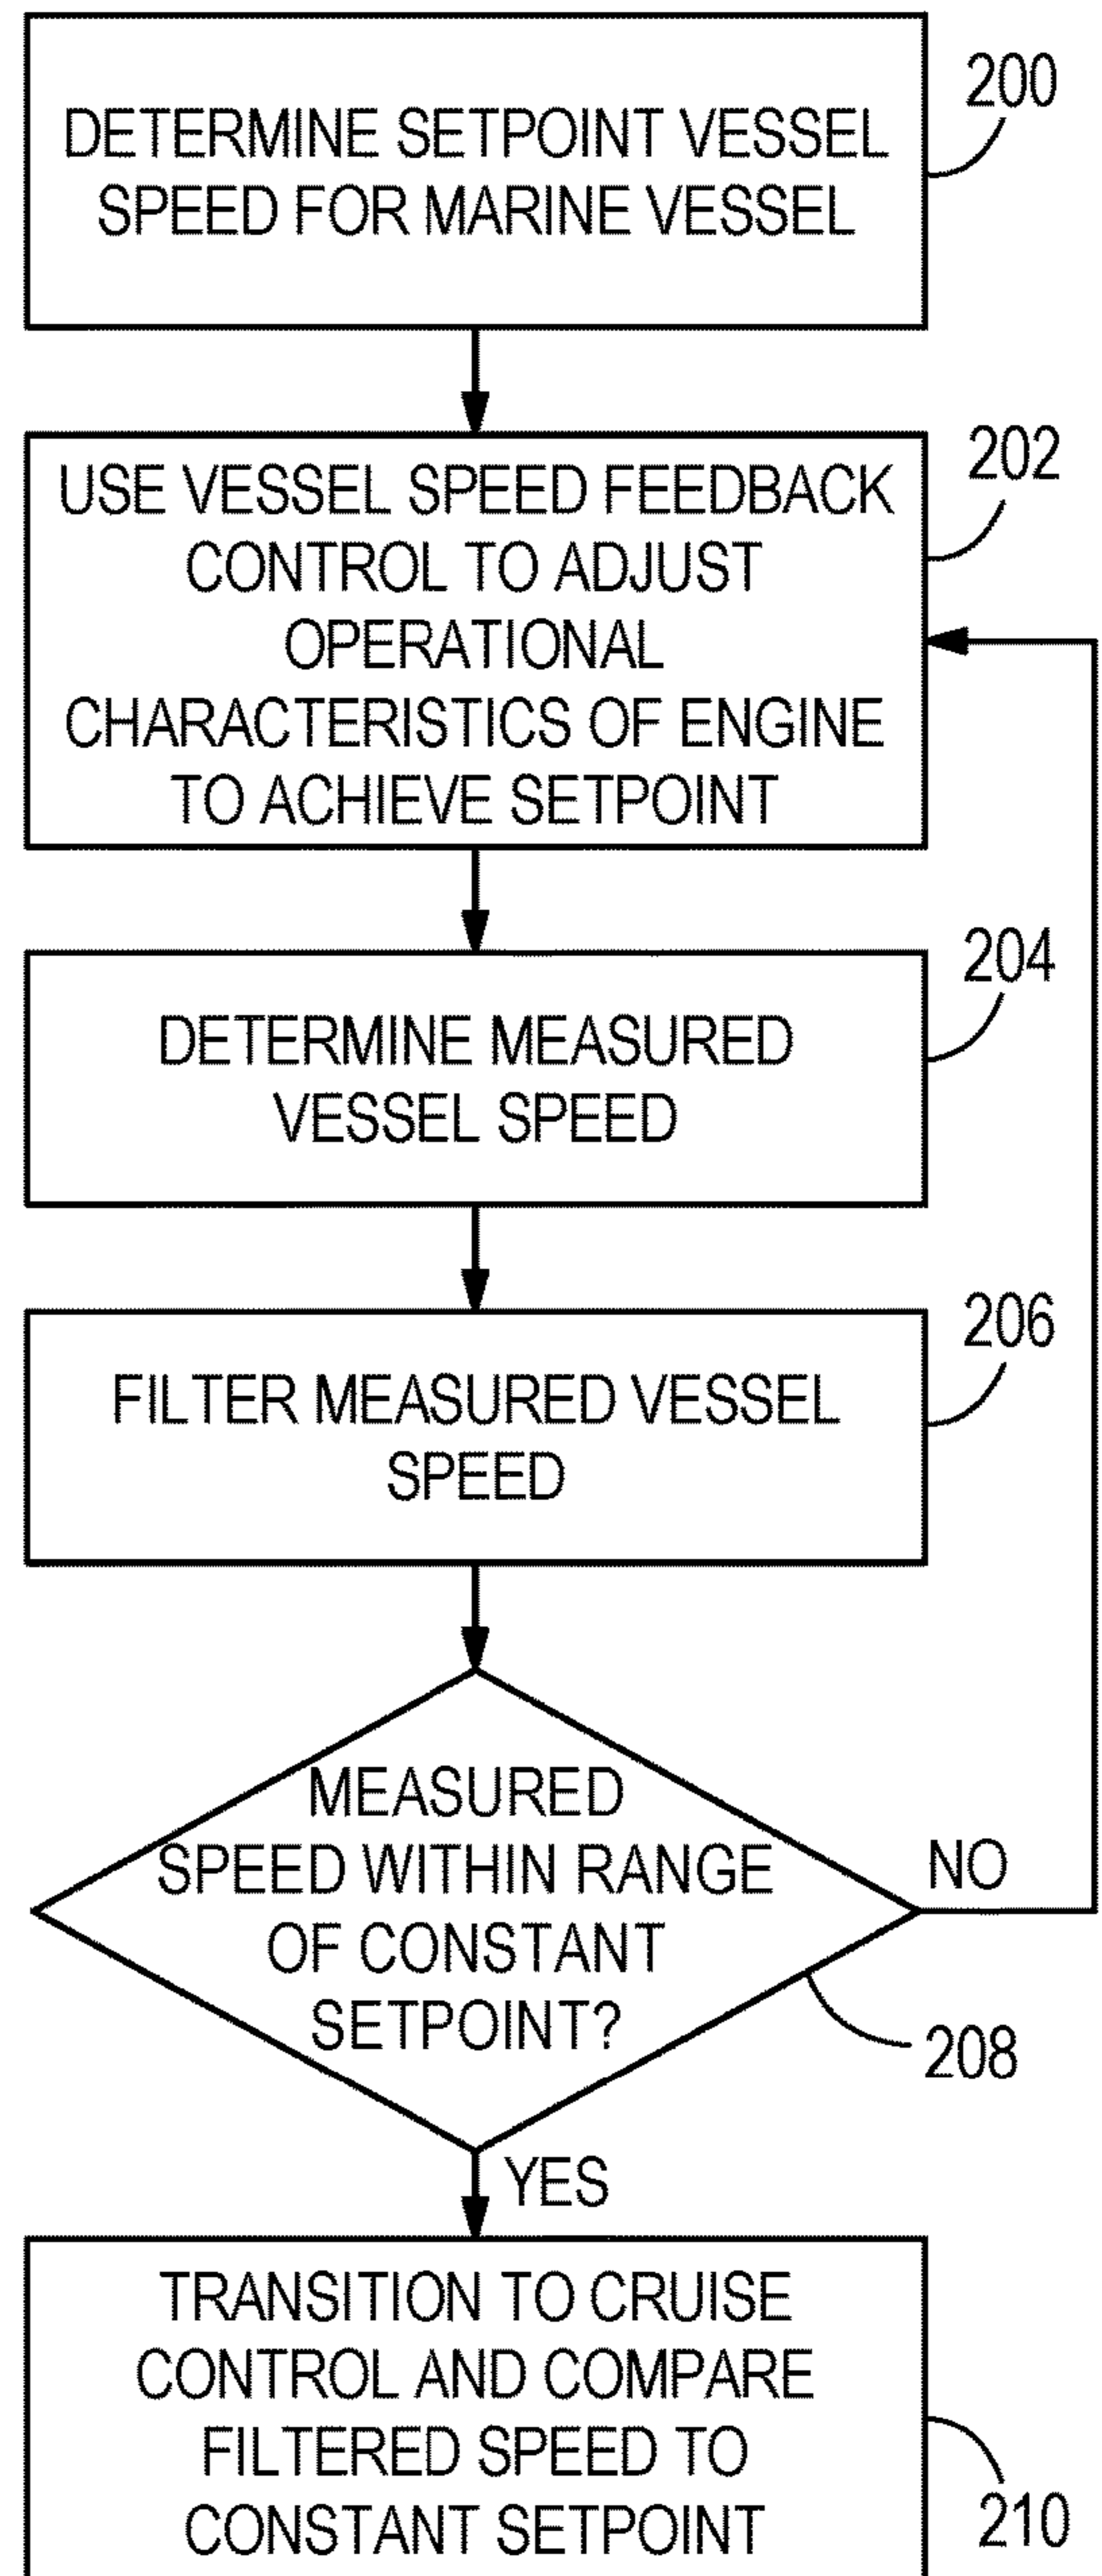 DETERMINE SETPOINT VESSEL
SPEED FOR MARINE VESSEL
200
USE VESSEL SPEED FEEDBACK
CONTROL TO ADJUST
OPERATIONAL
CHARACTERISTICS OF ENGINE
TO ACHIEVE SETPOINT
202
DETERMINE MEASURED
VESSEL SPEED
204
FILTER MEASURED VESSEL
SPEED
206
MEASURED
SPEED WITHIN RANGE
OF CONSTANT
SETPOINT?
NO
208
YES
TRANSITION TO CRUISE
CONTROL AND COMPARE
FILTERED SPEED TO
CONSTANT SETPOINT
210